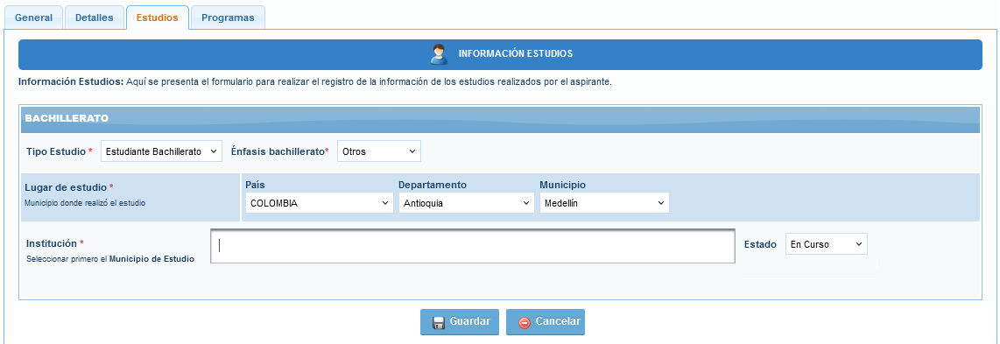 General Detalles Estudios Programas
INFORMACIÓN ESTUDIOS
Información Estudios: Aquí se presenta el formulario para realizar el registro de la información de los estudios realizados por el aspirante.
BACHILLERATO
Tipo Estudio * Estudiante Bachillerato Énfasis bachillerato* Otros
Lugar de estudio * País Departamento Municipio
Municipio donde realizó el estudio COLOMBIA Antioquia Medellín
Institución * Estado En Curso
Seleccionar primero el Municipio de Estudio
Guardar Cancelar